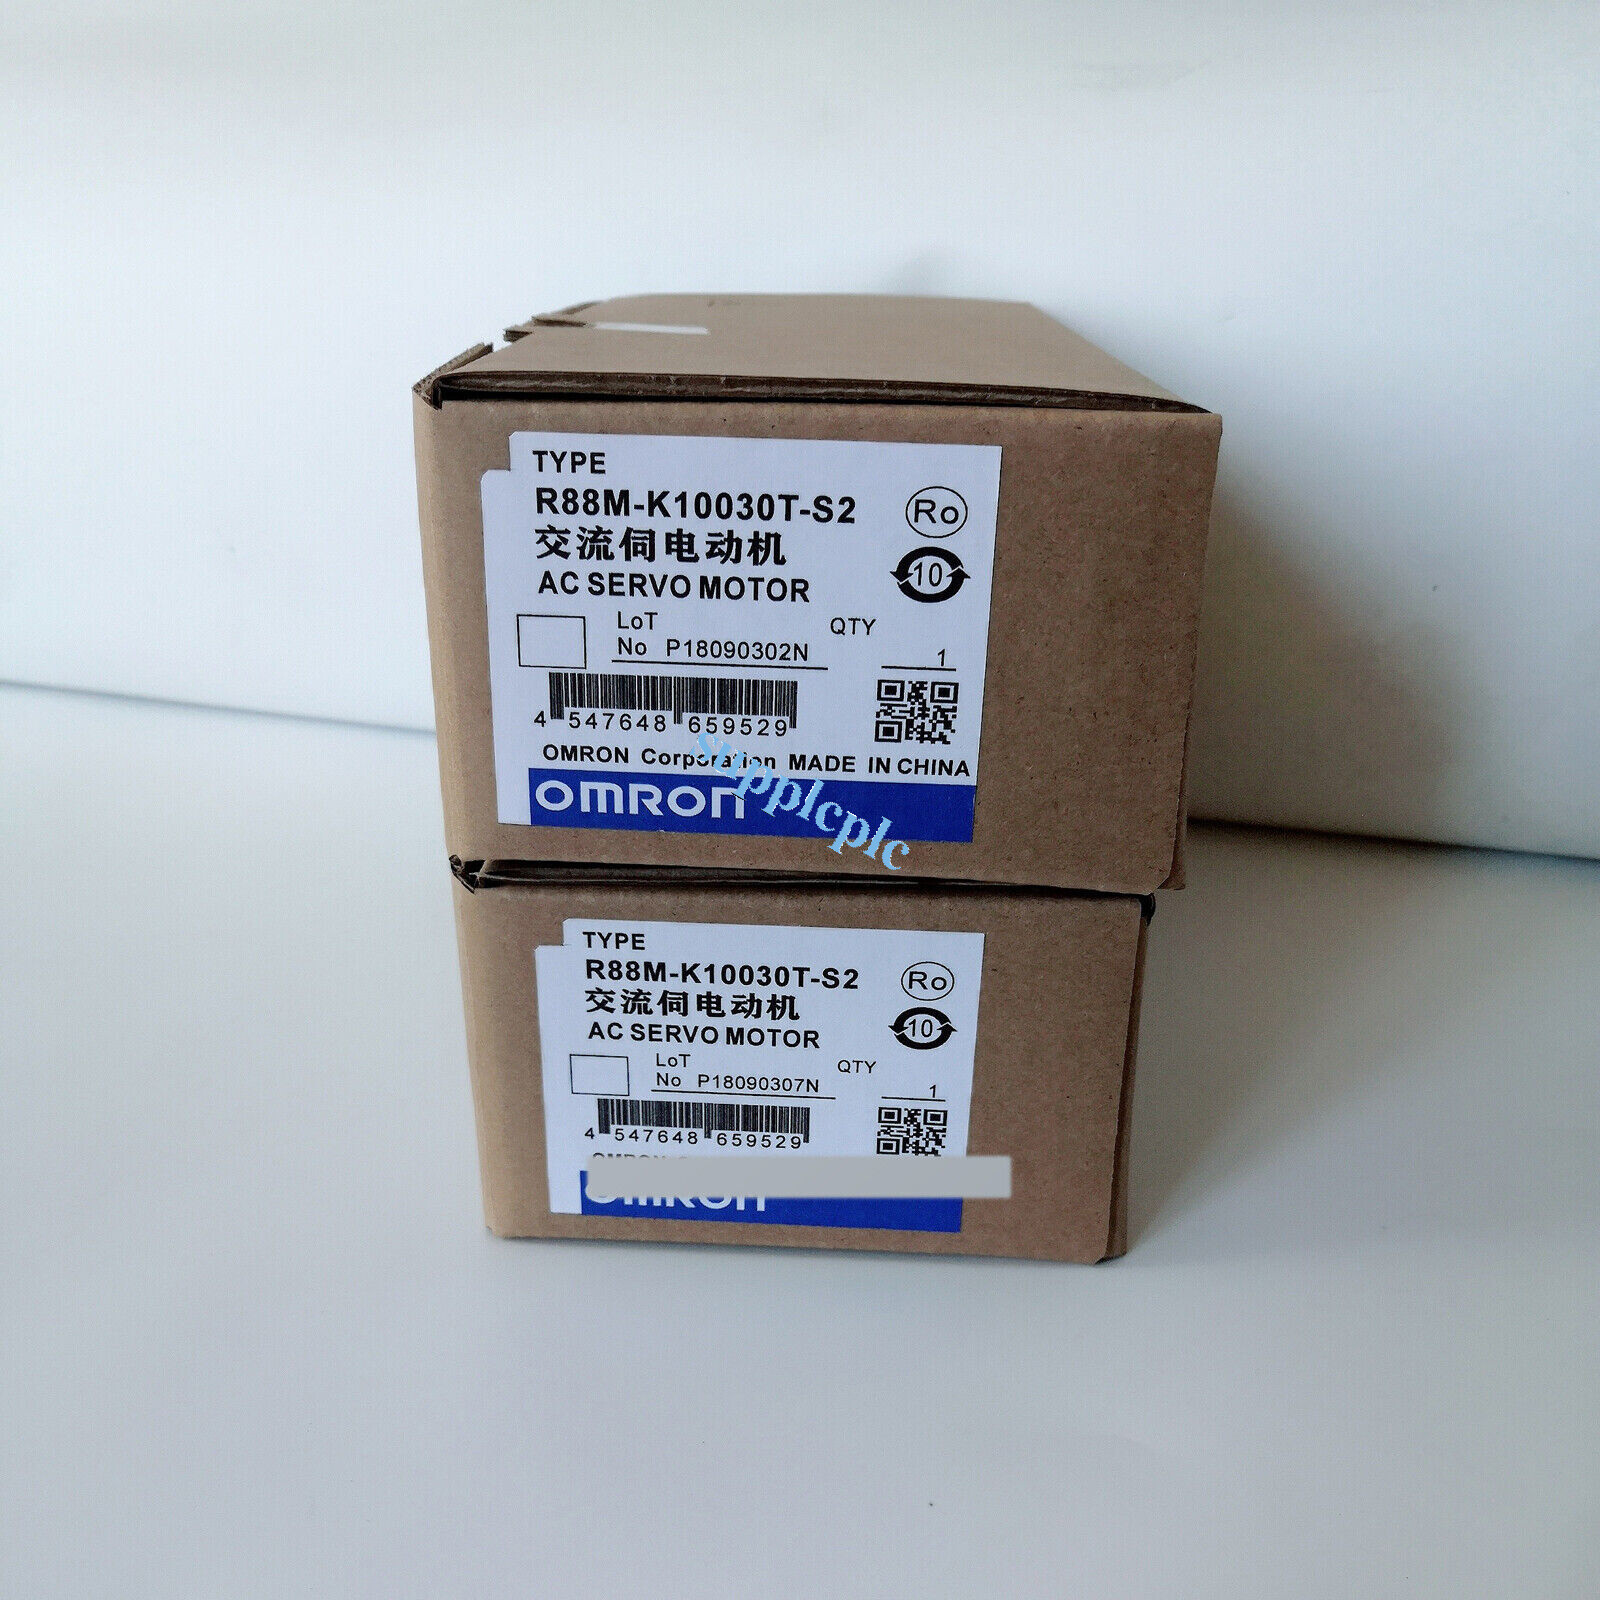 TYPE
R88M-K10030T-S2
Ro
交流伺电动机
10
AC SERVO MOTOR
LoT
No P18090302N
QTY
1
4 547648 659529
OMRON Corporation MADE IN CHINA
OMRON
supplcplc
TYPE
R88M-K10030T-S2
Ro
交流伺电动机
10
AC SERVO MOTOR
LoT
No P18090307N
QTY
1
4 547648 659529
OMRON
OMRON